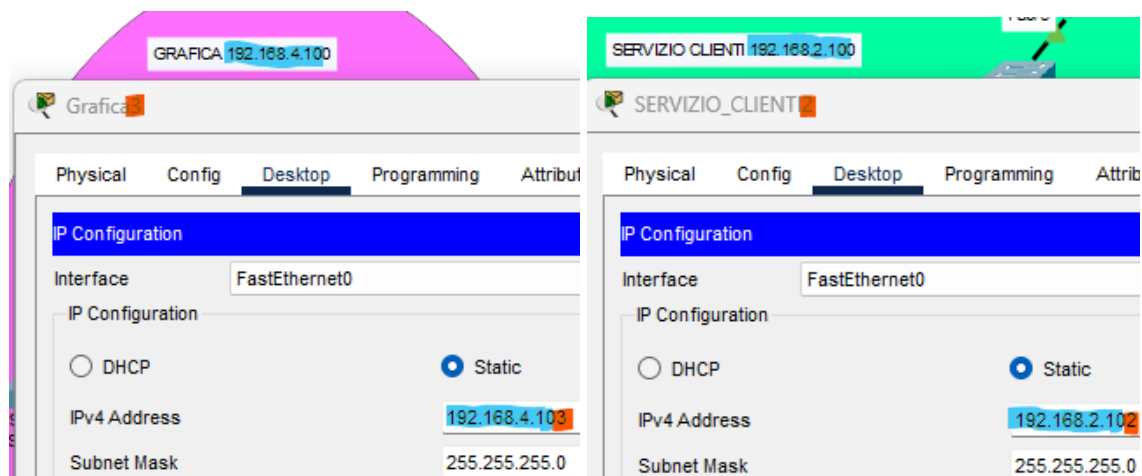 GRAFICA 192.168.4.100
Grafica3
Physical Config Desktop Programming Attribut
IP Configuration
Interface FastEthernet0
IP Configuration
DHCP Static
IPv4 Address 192.168.4.103
Subnet Mask 255.255.255.0
SERVIZIO CLIENTI 192.168.2.100
SERVIZIO_CLIENTI2
Physical Config Desktop Programming Attrib
IP Configuration
Interface FastEthernet0
IP Configuration
DHCP Static
IPv4 Address 192.168.2.102
Subnet Mask 255.255.255.0